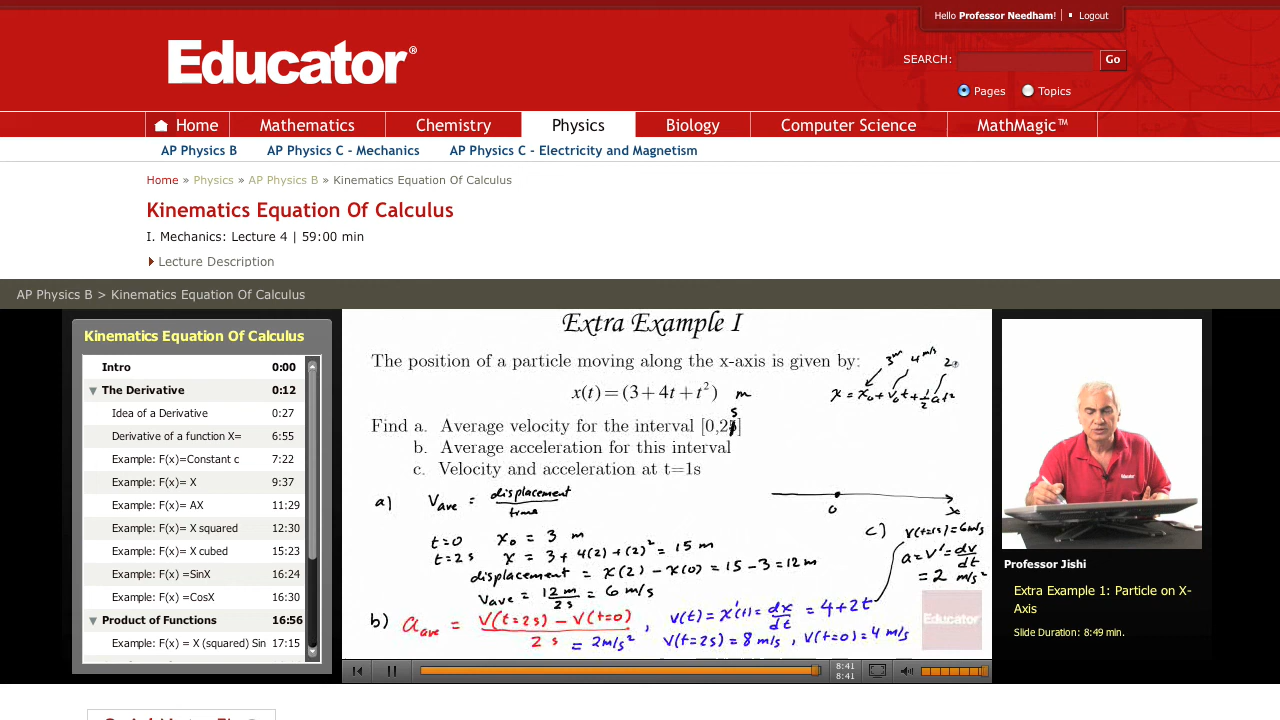 Hello Professor Needham! | Logout
Educator®
SEARCH: Go
Pages Topics
Home Mathematics Chemistry Physics Biology Computer Science MathMagic™
AP Physics B AP Physics C - Mechanics AP Physics C - Electricity and Magnetism
Home » Physics » AP Physics B » Kinematics Equation Of Calculus
Kinematics Equation Of Calculus
I. Mechanics: Lecture 4 | 59:00 min
Lecture Description
AP Physics B > Kinematics Equation Of Calculus
Kinematics Equation Of Calculus
Intro 0:00
The Derivative 0:12
Idea of a Derivative 0:27
Derivative of a function X= 6:55
Example: F(x)=Constant c 7:22
Example: F(x)= X 9:37
Example: F(x)= AX 11:29
Example: F(x)= X squared 12:30
Example: F(x)= X cubed 15:23
Example: F(x) =SinX 16:24
Example: F(x) =CosX 16:30
Product of Functions 16:56
Example: F(x) = X (squared) Sin 17:15
Extra Example I
The position of a particle moving along the x-axis is given by:
x(t) = (3 + 4t + t²) m
3 m 4 m/s 2
x = x₀ + v₀t + ½at²
Find a. Average velocity for the interval [0,2s]
b. Average acceleration for this interval
c. Velocity and acceleration at t=1s
a) Vave = displacement / time
0 x
t=0 x₀ = 3 m
t=2s x = 3 + 4(2) + (2)² = 15 m
displacement = x(2) - x(0) = 15 - 3 = 12 m
Vave = 12 m / 2 s = 6 m/s
c) v(t=1s) = 6 m/s
a = v' = dv/dt
= 2 m/s²
b) aave = v(t=2s) - v(t=0) / 2 s = 2 m/s² , v(t) = x'(t) = dx/dt = 4 + 2t
v(t=2s) = 8 m/s , v(t=0) = 4 m/s
Educator
8:41
8:41
Professor Jishi
Extra Example 1: Particle on X-
Axis
Slide Duration: 8:49 min.